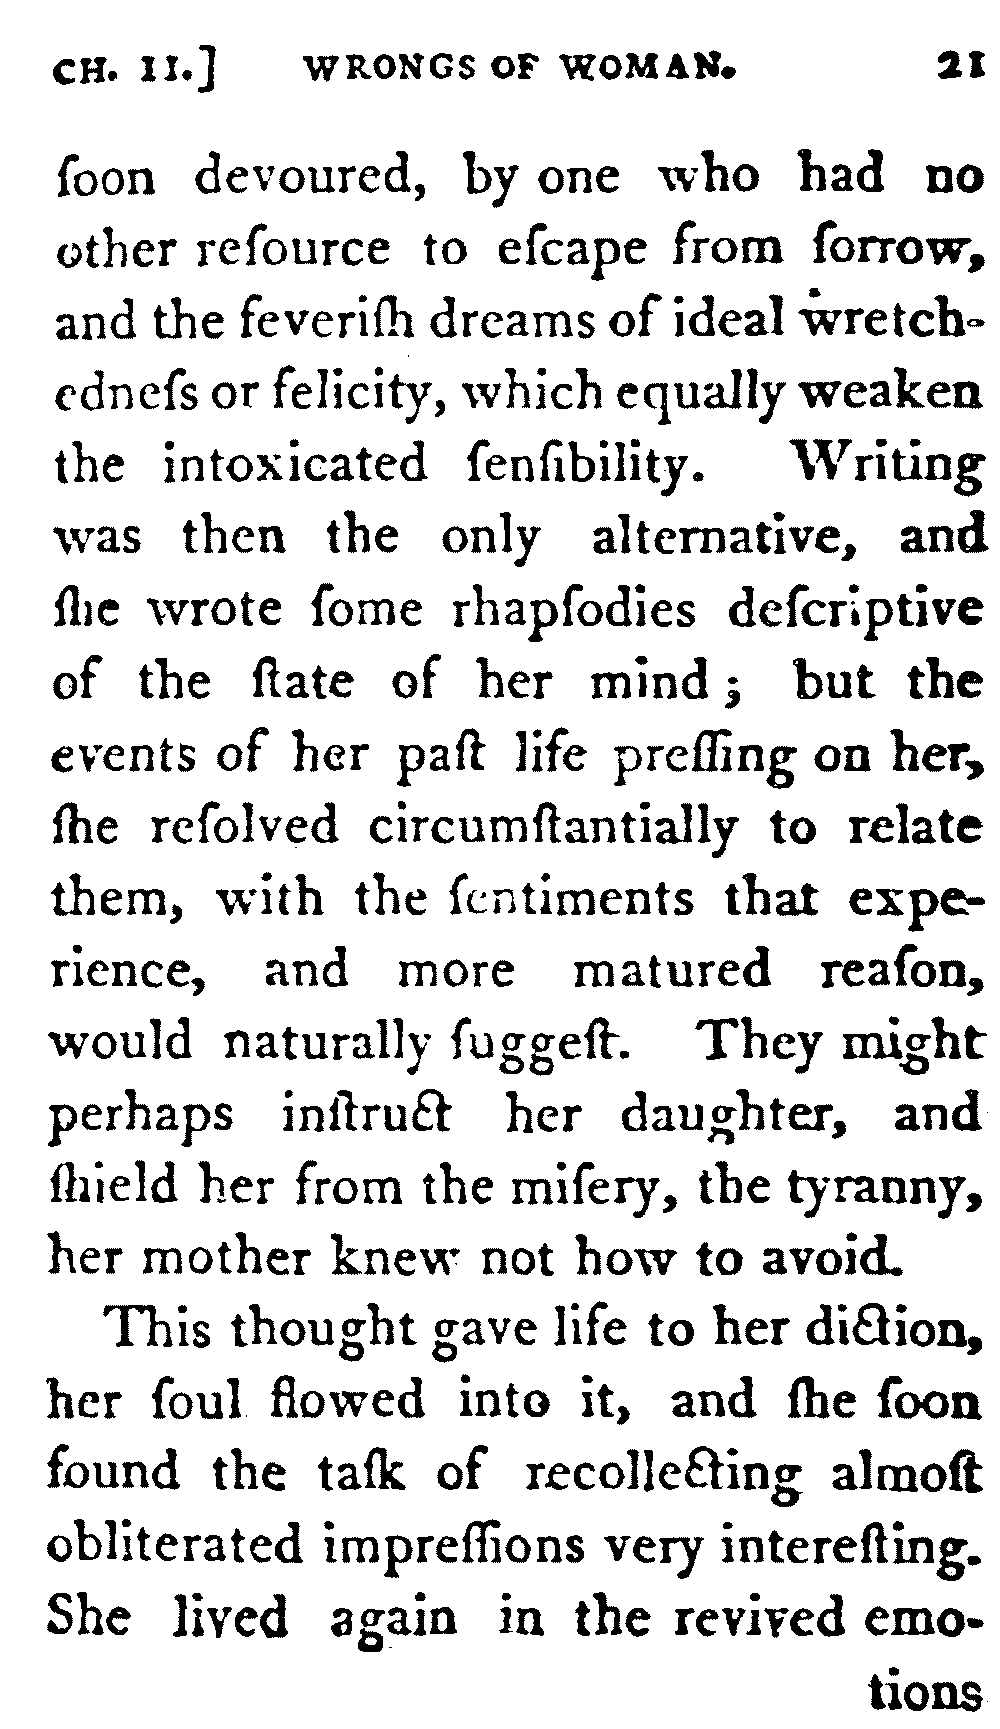 CH. II.] WRONGS OF WOMAN. 21
ſoon devoured, by one who had no
other reſource to eſcape from ſorrow,
and the feveriſh dreams of ideal wretch-
edneſs or felicity, which equally weaken
the intoxicated ſenſibility. Writing
was then the only alternative, and
ſhe wrote ſome rhapſodies deſcriptive
of the ſtate of her mind ; but the
events of her paſt life preſſing on her,
ſhe reſolved circumſtantially to relate
them, with the ſentiments that expe-
rience, and more matured reaſon,
would naturally ſuggeſt. They might
perhaps inſtruct her daughter, and
ſhield her from the miſery, the tyranny,
her mother knew not how to avoid.
This thought gave life to her diction,
her ſoul flowed into it, and ſhe ſoon
found the taſk of recollecting almoſt
obliterated impreſſions very intereſting.
She lived again in the revived emo-
tions